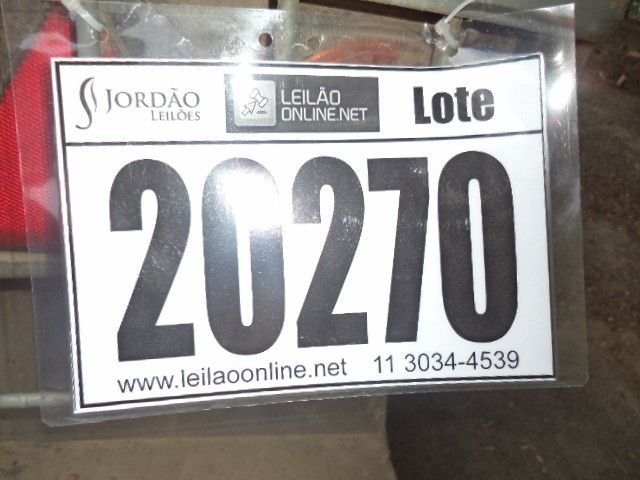 JORDÃO
LEILÕES
LEILÃO
ONLINE.NET
Lote
20270
www.leilaoonline.net 11 3034-4539